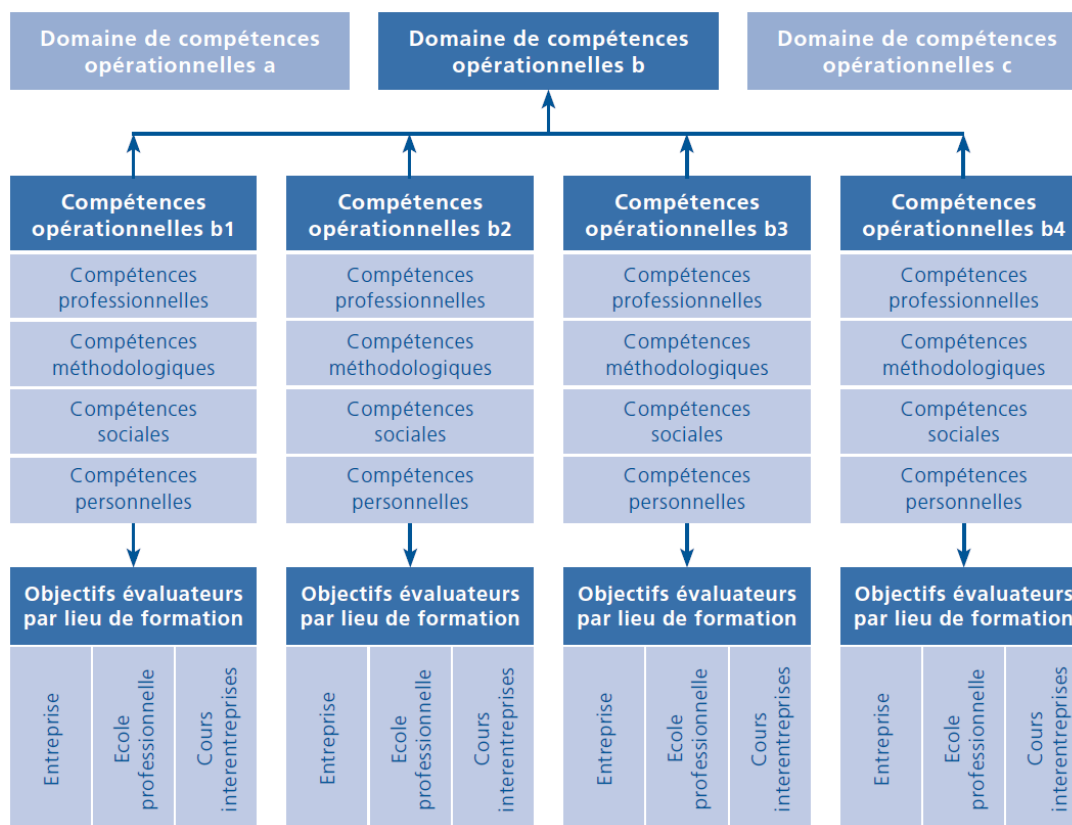 Domaine de compétences
opérationnelles a
Domaine de compétences
opérationnelles b
Domaine de compétences
opérationnelles c
Compétences
opérationnelles b1
Compétences
professionnelles
Compétences
méthodologiques
Compétences
sociales
Compétences
personnelles
Objectifs évaluateurs
par lieu de formation
Entreprise
Ecole
professionnelle
Cours
interentreprises
Compétences
opérationnelles b2
Compétences
professionnelles
Compétences
méthodologiques
Compétences
sociales
Compétences
personnelles
Objectifs évaluateurs
par lieu de formation
Entreprise
Ecole
professionnelle
Cours
interentreprises
Compétences
opérationnelles b3
Compétences
professionnelles
Compétences
méthodologiques
Compétences
sociales
Compétences
personnelles
Objectifs évaluateurs
par lieu de formation
Entreprise
Ecole
professionnelle
Cours
interentreprises
Compétences
opérationnelles b4
Compétences
professionnelles
Compétences
méthodologiques
Compétences
sociales
Compétences
personnelles
Objectifs évaluateurs
par lieu de formation
Entreprise
Ecole
professionnelle
Cours
interentreprises